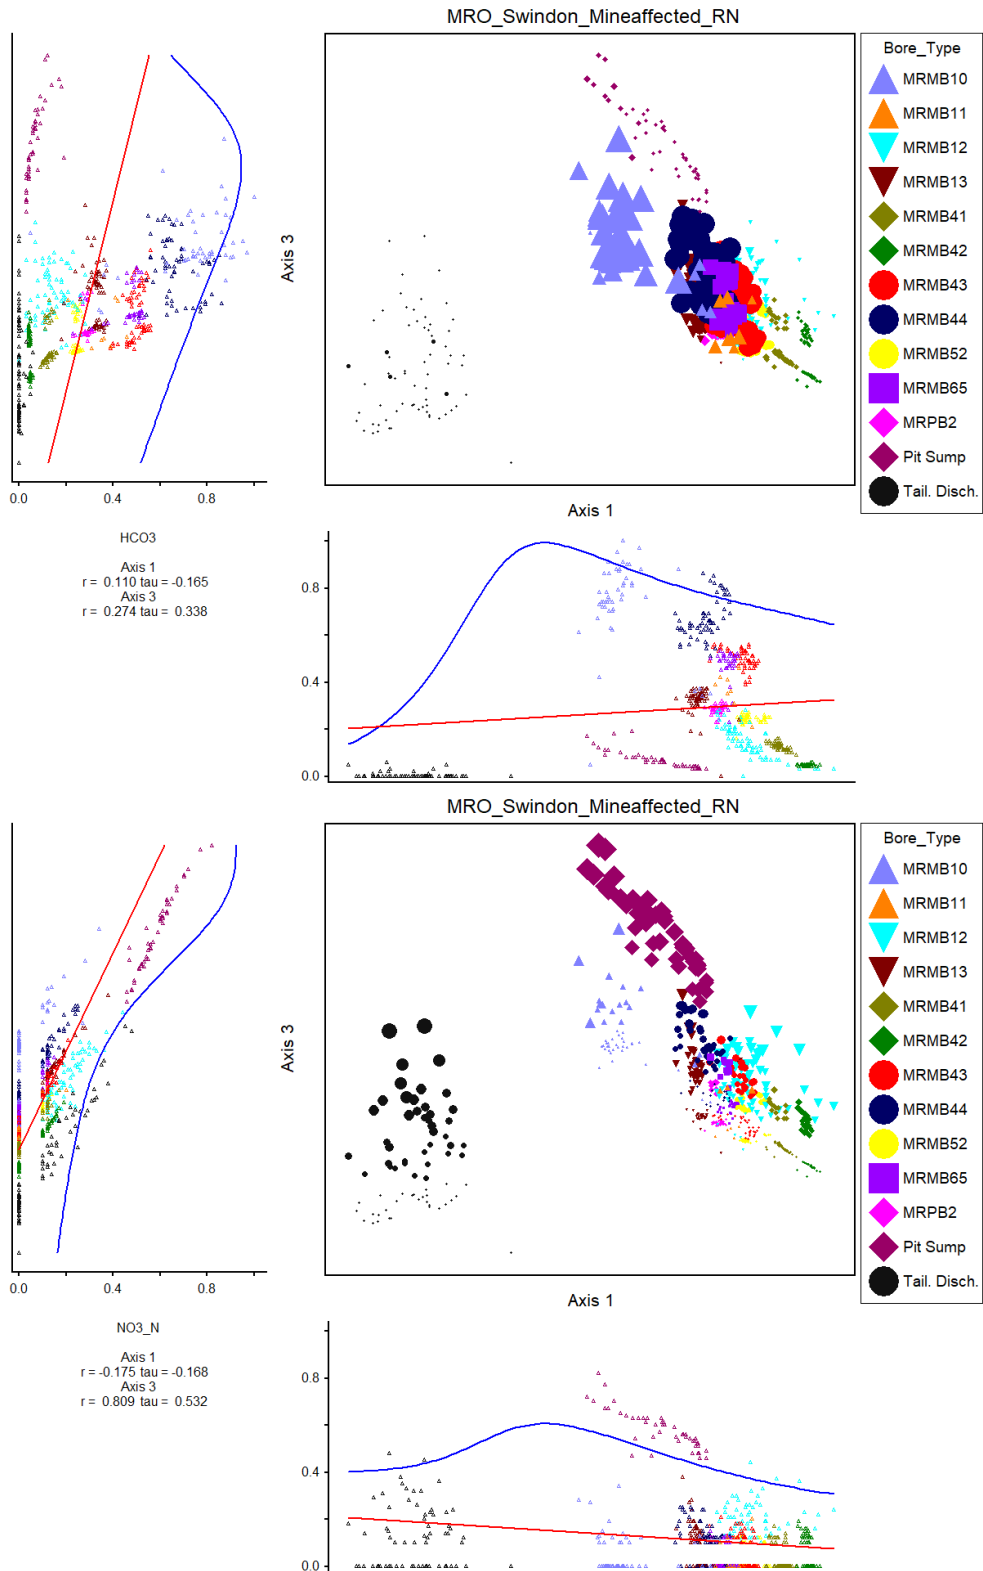 MRO_Swindon_Mineaffected_RN
Bore_Type
MRMB10
MRMB11
MRMB12
MRMB13
MRMB41
MRMB42
MRMB43
MRMB44
MRMB52
MRMB65
MRPB2
Pit Sump
Tail. Disch.
Axis 3
0.0 0.4 0.8
Axis 1
HCO3
Axis 1
r = 0.110 tau = -0.165
Axis 3
r = 0.274 tau = 0.338
0.8
0.4
0.0
MRO_Swindon_Mineaffected_RN
Bore_Type
MRMB10
MRMB11
MRMB12
MRMB13
MRMB41
MRMB42
MRMB43
MRMB44
MRMB52
MRMB65
MRPB2
Pit Sump
Tail. Disch.
Axis 3
0.0 0.4 0.8
Axis 1
NO3_N
Axis 1
r = -0.175 tau = -0.168
Axis 3
r = 0.809 tau = 0.532
0.8
0.4
0.0